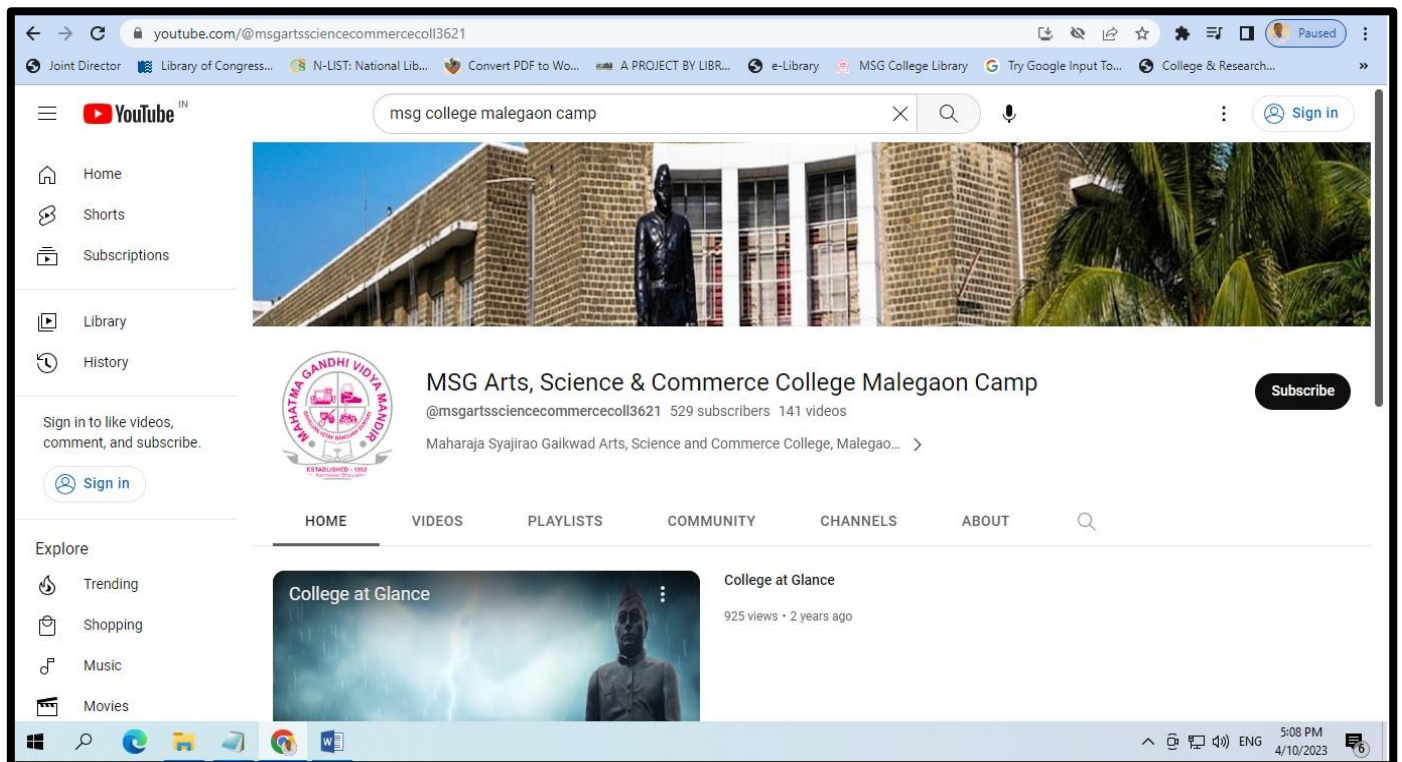 youtube.com/@msgartssciencecommercecoll3621
Paused
Joint Director
Library of Congress...
N-LIST: National Lib...
Convert PDF to Wo...
A PROJECT BY LIBR...
e-Library
MSG College Library
Try Google Input To...
College & Research...
»
YouTube IN
msg college malegaon camp
Sign in
Home
Shorts
Subscriptions
Library
History
Sign in to like videos,
comment, and subscribe.
Sign in
Explore
Trending
Shopping
Music
Movies
MAHATMA GANDHI VIDYA MANDIR
ESTABLISHED - 1952
MSG Arts, Science & Commerce College Malegaon Camp
@msgartssciencecommercecoll3621 529 subscribers 141 videos
Maharaja Syajirao Gaikwad Arts, Science and Commerce College, Malegao...
Subscribe
HOME VIDEOS PLAYLISTS COMMUNITY CHANNELS ABOUT
College at Glance
College at Glance
925 views • 2 years ago
ENG
5:08 PM
4/10/2023
6